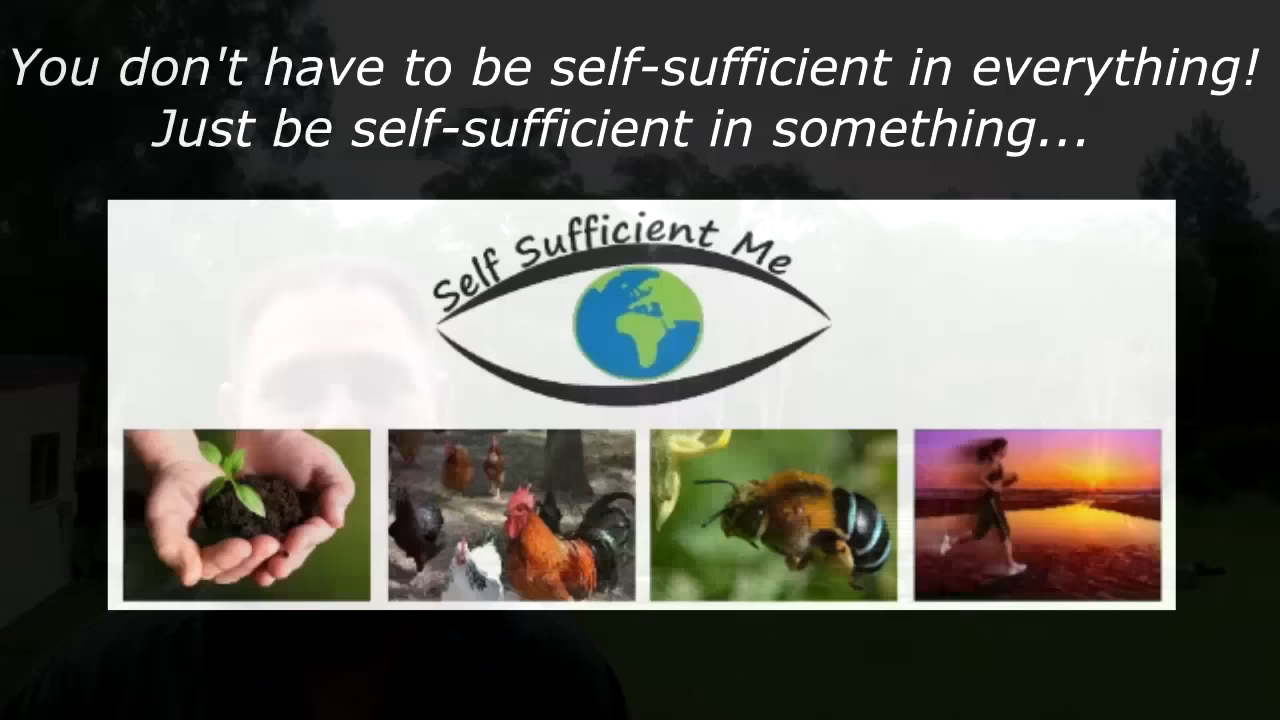 You don't have to be self-sufficient in everything!
Just be self-sufficient in something...
Self Sufficient Me